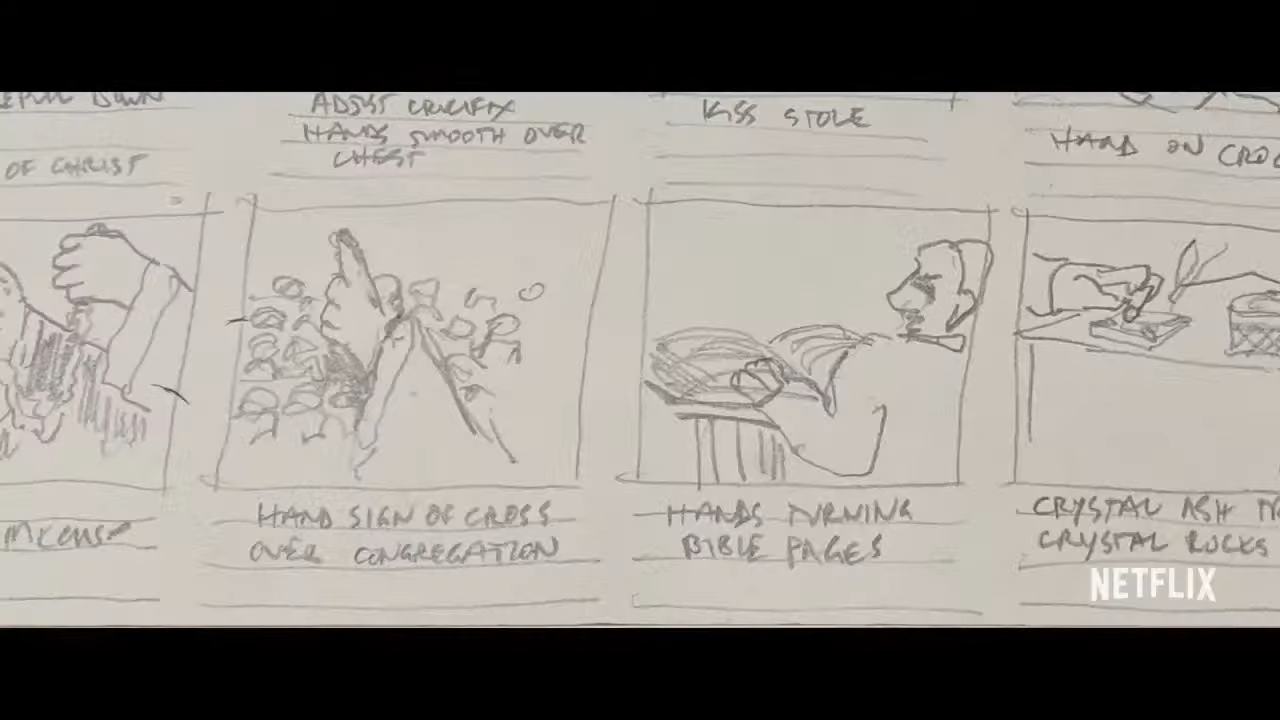 DOWN
OF CHRIST
ADJUST CRUCIFIX
HANDS SMOOTH OVER
CHEST
KISS STOLE
HAND ON
HAND SIGN OF CROSS
OVER CONGREGATION
HANDS TURNING
BIBLE PAGES
CRYSTAL ASH
CRYSTAL ROCKS
NETFLIX